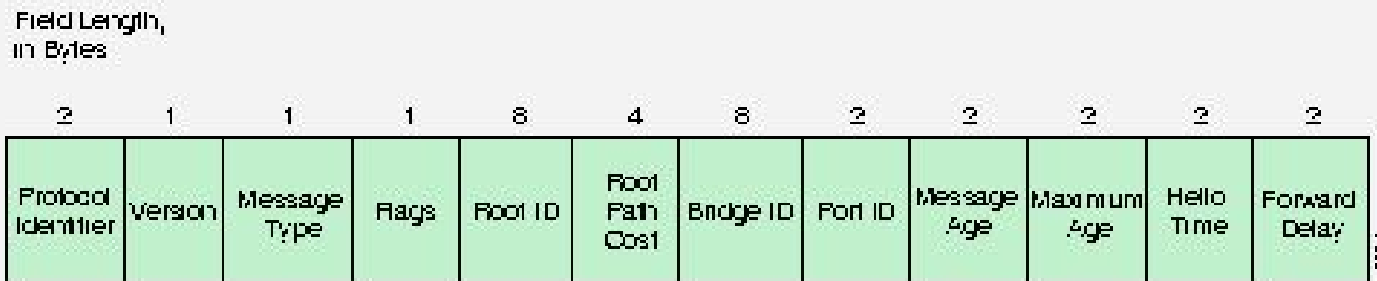 Field Length,
in Bytes
2 1 1 1 8 4 8 2 2 2 2 2
Protocol
Identifier
Version
Message
Type
Flags
Root ID
Root
Path
Cost
Bridge ID
Port ID
Message
Age
Maximum
Age
Hello
Time
Forward
Delay